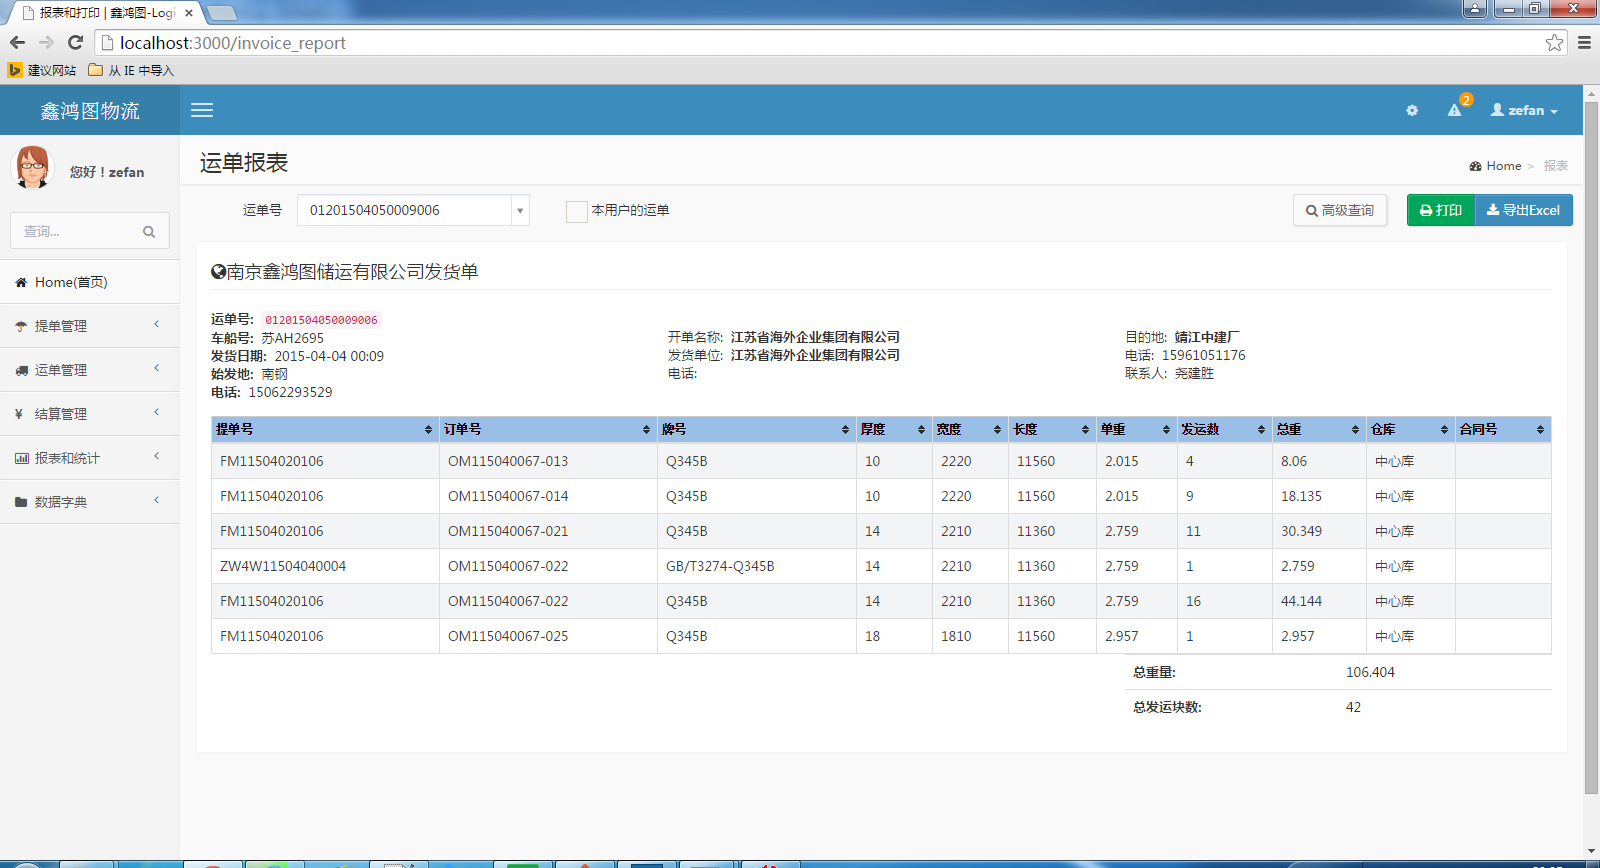 报表和打印 | 鑫鸿图-Logi
localhost:3000/invoice_report
建议网站 从 IE 中导入
鑫鸿图物流
2
zefan
您好！zefan
查询...
Home(首页)
提单管理
运单管理
¥ 结算管理
报表和统计
数据字典
运单报表
Home > 报表
运单号 01201504050009006 本用户的运单 高级查询 打印 导出Excel
南京鑫鸿图储运有限公司发货单
运单号: 01201504050009006
车船号: 苏AH2695
发货日期: 2015-04-04 00:09
始发地: 南钢
电话: 15062293529
开单名称: 江苏省海外企业集团有限公司
发货单位: 江苏省海外企业集团有限公司
电话:
目的地: 靖江中建厂
电话: 15961051176
联系人: 尧建胜
提单号 订单号 牌号 厚度 宽度 长度 单重 发运数 总重 仓库 合同号
FM11504020106 OM115040067-013 Q345B 10 2220 11560 2.015 4 8.06 中心库
FM11504020106 OM115040067-014 Q345B 10 2220 11560 2.015 9 18.135 中心库
FM11504020106 OM115040067-021 Q345B 14 2210 11360 2.759 11 30.349 中心库
ZW4W11504040004 OM115040067-022 GB/T3274-Q345B 14 2210 11360 2.759 1 2.759 中心库
FM11504020106 OM115040067-022 Q345B 14 2210 11360 2.759 16 44.144 中心库
FM11504020106 OM115040067-025 Q345B 18 1810 11560 2.957 1 2.957 中心库
总重量: 106.404
总发运块数: 42